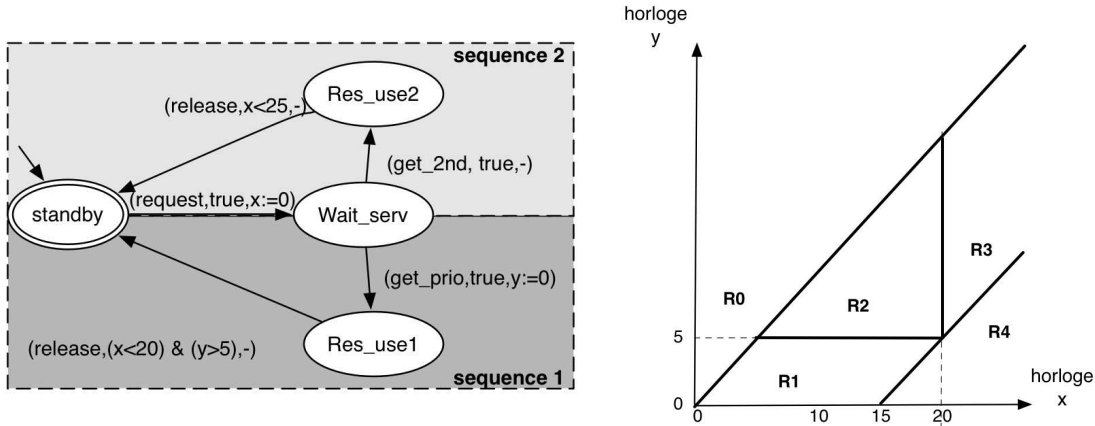 sequence 2
Res_use2
(release,x<25,-)
(get_2nd, true,-)
(request,true,x:=0)
standby
Wait_serv
(get_prio,true,y:=0)
Res_use1
(release,(x<20) & (y>5),-)
sequence 1
horloge
y
R0
R2
R3
R4
5
R1
horloge
x
0
0
10
15
20